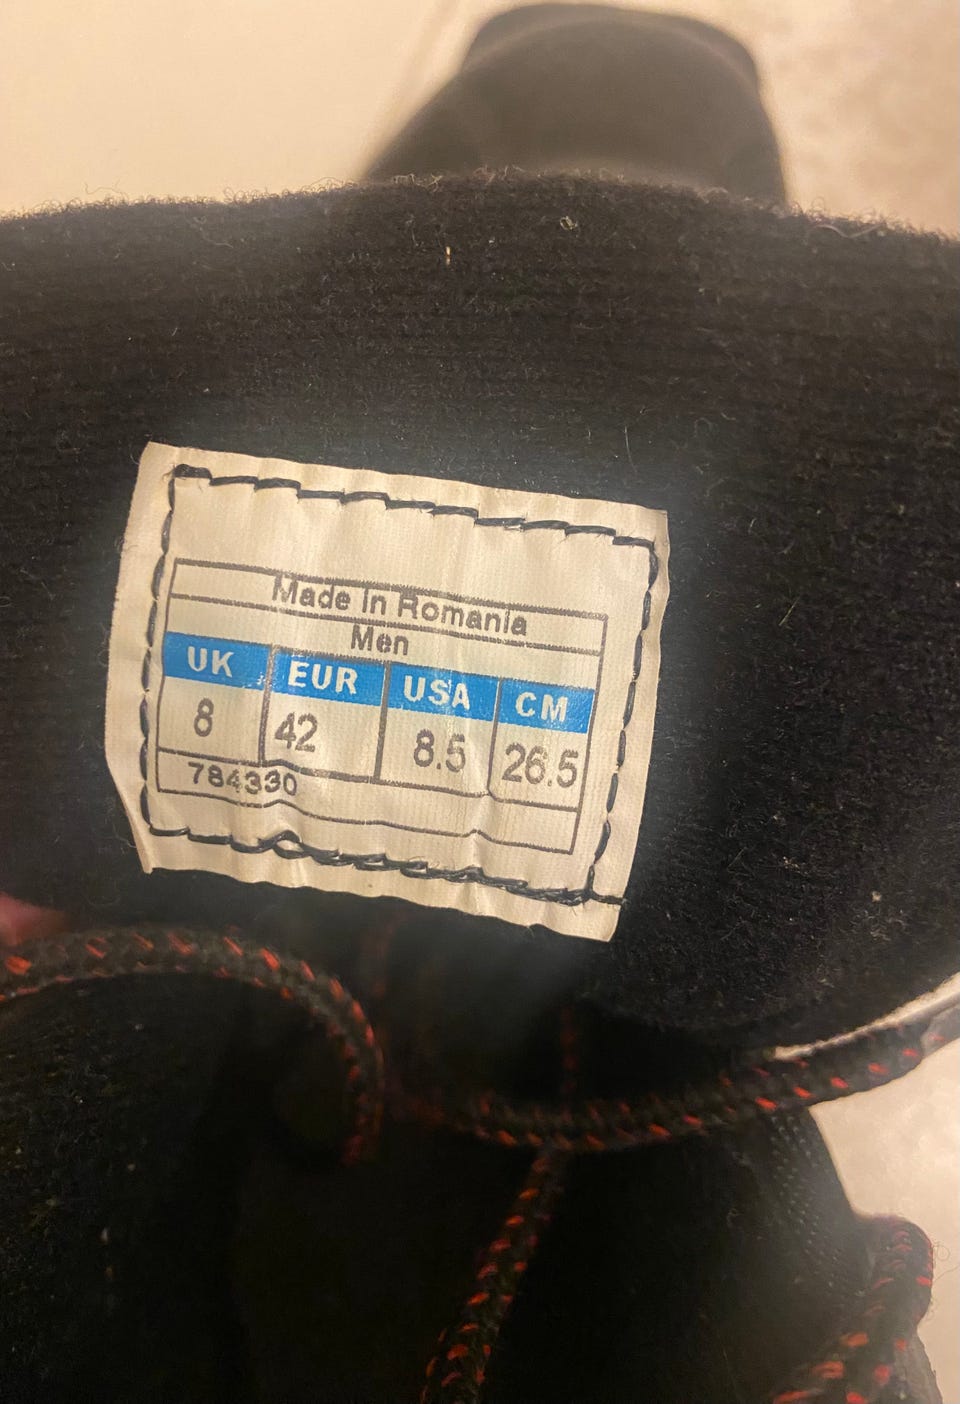 Made in Romania
Men
UK EUR USA CM
8 42 8.5 26.5
784330